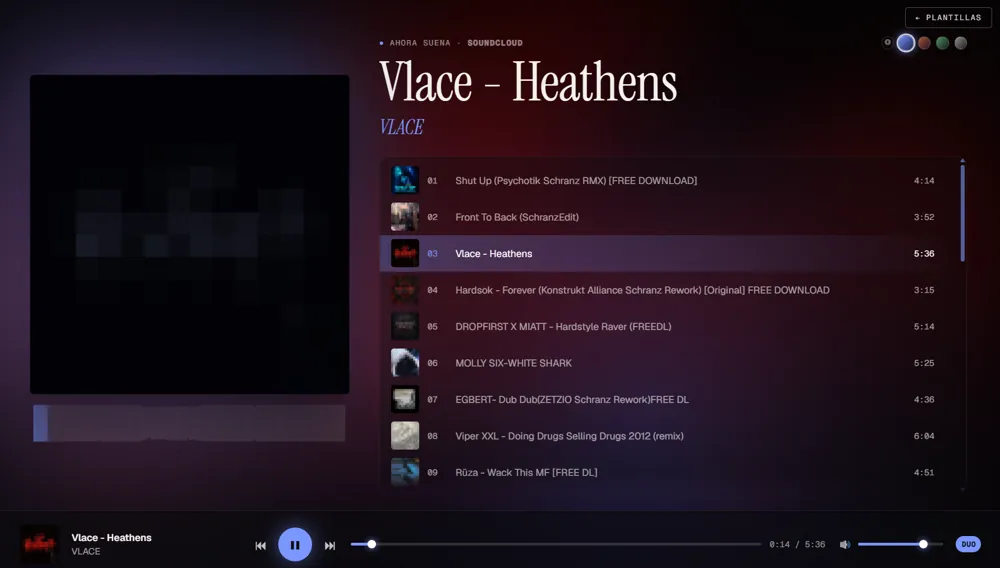 ← PLANTILLAS
AHORA SUENA · SOUNDCLOUD
Vlace - Heathens
VLACE
01 Shut Up (Psychotik Schranz RMX) [FREE DOWNLOAD] 4:14
02 Front To Back (SchranzEdit) 3:52
03 Vlace - Heathens 5:36
04 Hardsok - Forever (Konstrukt Alliance Schranz Rework) [Original] FREE DOWNLOAD 3:15
05 DROPFIRST X MIATT - Hardstyle Raver (FREEDL) 5:14
06 MOLLY SIX-WHITE SHARK 5:25
07 EGBERT- Dub Dub(ZETZIO Schranz Rework)FREE DL 4:36
08 Viper XXL - Doing Drugs Selling Drugs 2012 (remix) 6:04
09 Rūza - Wack This MF [FREE DL] 4:51
Vlace - Heathens
VLACE
0:14 / 5:36
DUO